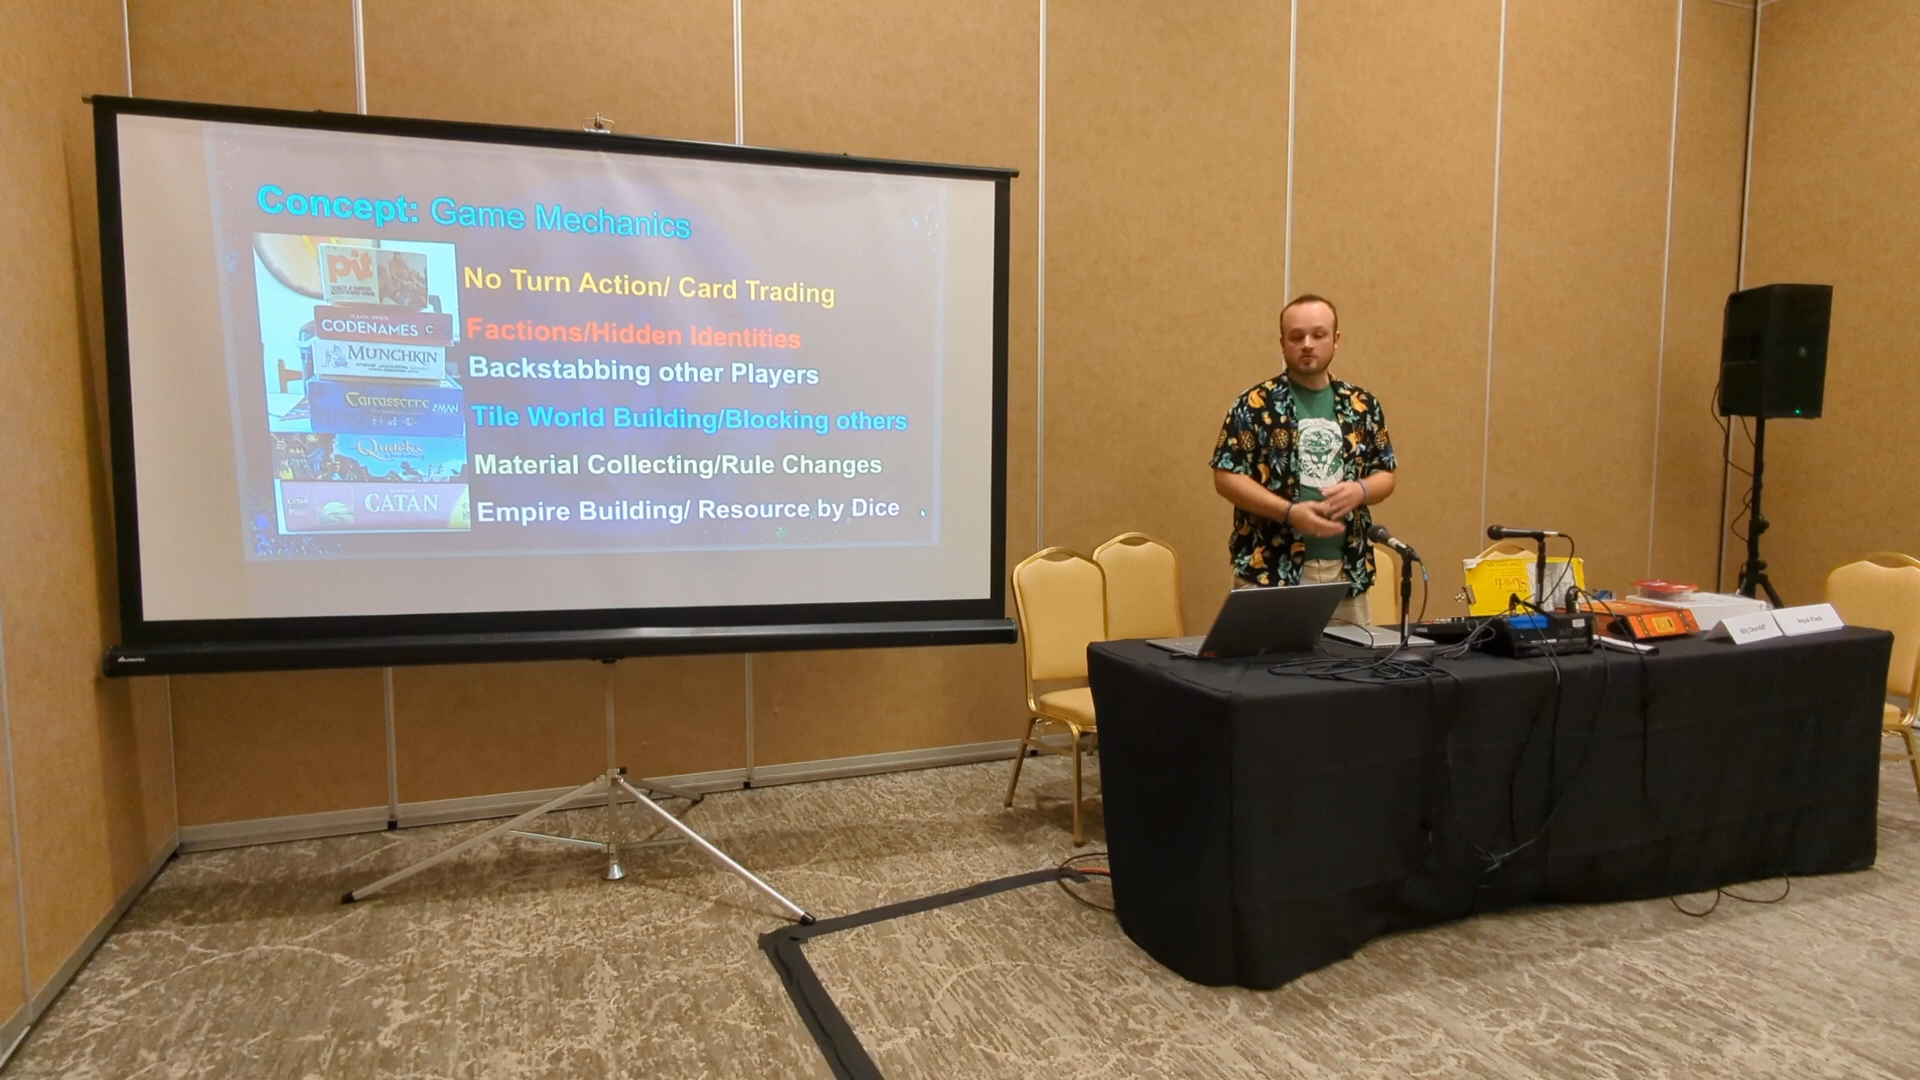 Concept: Game Mechanics
pit
No Turn Action/ Card Trading
CODENAMES
Factions/Hidden Identities
MUNCHKIN
Backstabbing other Players
Carcassonne ZMAN
Tile World Building/Blocking others
Quacks
Material Collecting/Rule Changes
CATAN
Empire Building/ Resource by Dice
Sketch